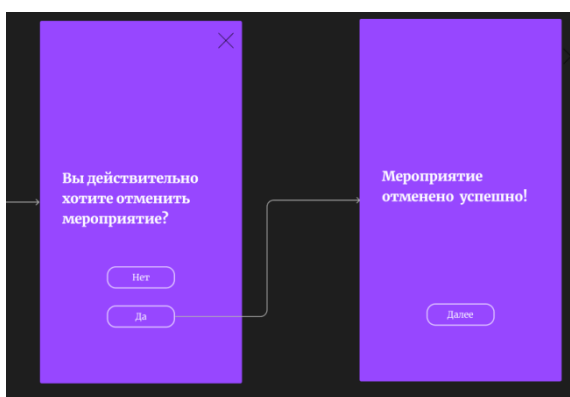 Вы действительно
хотите отменить
мероприятие?
Нет
Да
Мероприятие
отменено успешно!
Далее